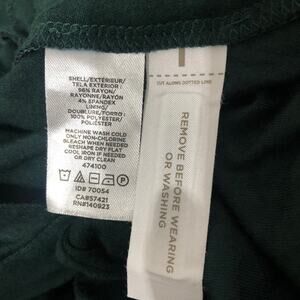 SHELL/EXTÉRIEUR/
TELA EXTERIOR :
96% RAYON/
RAYONNE/RAYÓN
4% SPANDEX
LINING/
DOUBLURE/FORRO :
100% POLYESTER/
POLIÉSTER
MACHINE WASH COLD
ONLY NON-CHLORINE
BLEACH WHEN NEEDED
RESHAPE DRY FLAT
COOL IRON IF NEEDED
OR DRY CLEAN
474100
ID# 70054
CA#57421
RN#140923
CUT ALONG DOTTED LINE
REMOVE BEFORE WEARING
OR WASHING